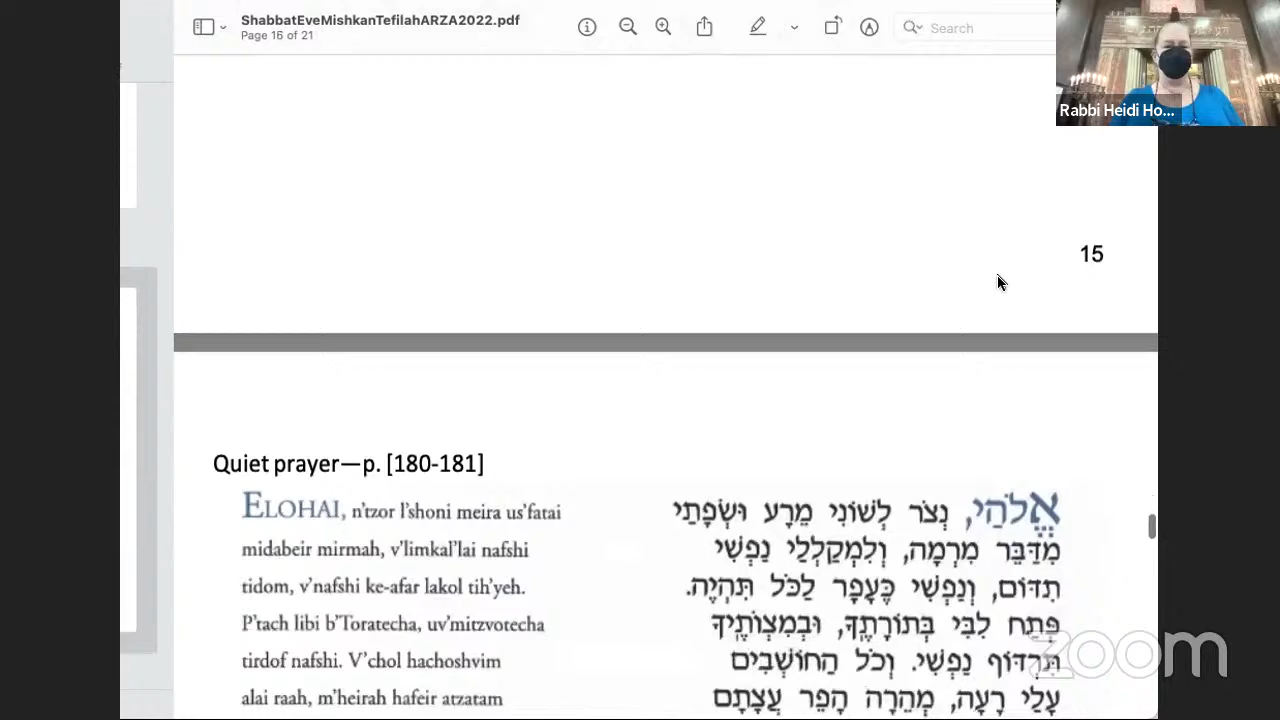 ShabbatEveMishkanTefilahARZA2022.pdf
Page 16 of 21
Search
Rabbi Heidi Ho...
15
Quiet prayer—p. [180-181]
ELOHAI, n'tzor l'shoni meira us'fatai
midabeir mirmah, v'limkal'lai nafshi
tidom, v'nafshi ke-afar lakol tih'yeh.
P'tach libi b'Toratecha, uv'mitzvotecha
tirdof nafshi. V'chol hachoshvim
alai raah, m'heirah hafeir atzatam
אֱלֹהַי, נְצֹר לְשׁוֹנִי מֵרָע וּשְׂפָתַי
מִדַּבֵּר מִרְמָה, וְלִמְקַלְלַי נַפְשִׁי
תִדּוֹם, וְנַפְשִׁי כֶּעָפָר לַכֹּל תִּהְיֶה.
פְּתַח לִבִּי בְּתוֹרָתֶךָ, וּבְמִצְוֹתֶיךָ
תִּרְדּוֹף נַפְשִׁי. וְכֹל הַחוֹשְׁבִים
עָלַי רָעָה, מְהֵרָה הָפֵר עֲצָתָם
zoom